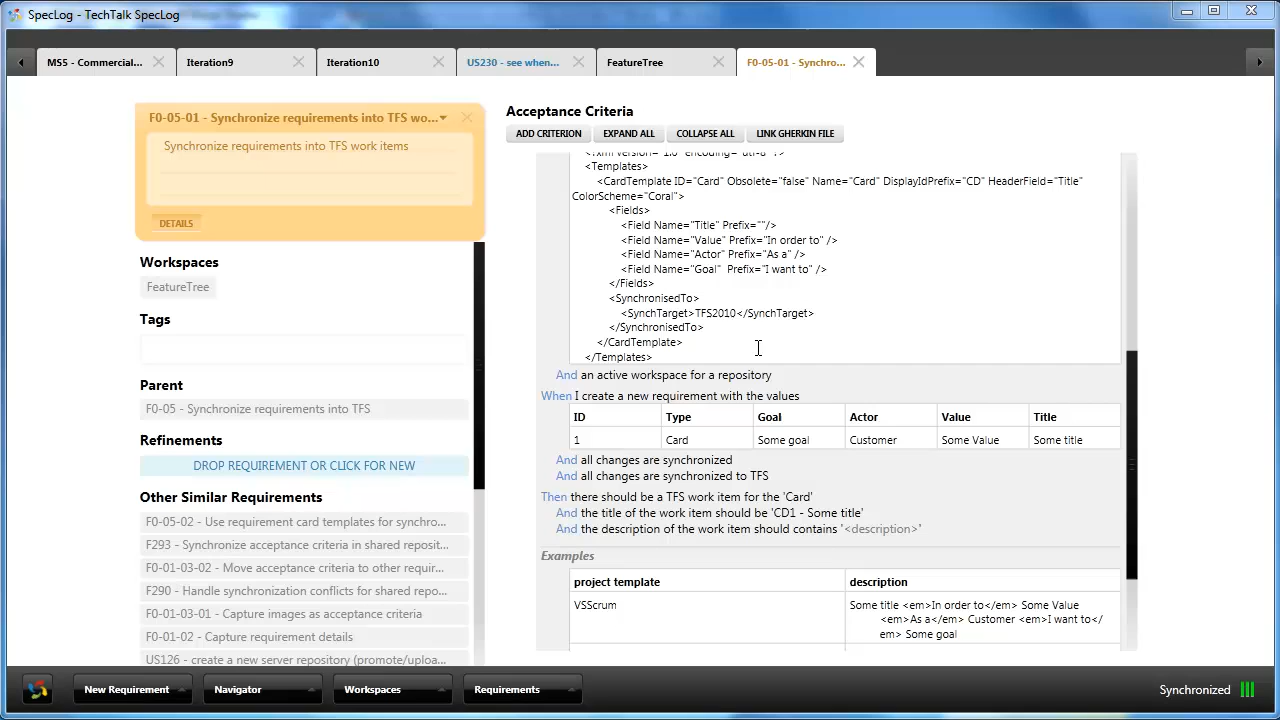 SpecLog - TechTalk SpecLog
MS5 - Commercial...
Iteration9
Iteration10
US230 - see when...
FeatureTree
F0-05-01 - Synchro...
F0-05-01 - Synchronize requirements into TFS wo...
Synchronize requirements into TFS work items
DETAILS
Workspaces
FeatureTree
Tags
Parent
F0-05 - Synchronize requirements into TFS
Refinements
DROP REQUIREMENT OR CLICK FOR NEW
Other Similar Requirements
F0-05-02 - Use requirement card templates for synchro...
F293 - Synchronize acceptance criteria in shared reposit...
F0-01-03-02 - Move acceptance criteria to other requir...
F290 - Handle synchronization conflicts for shared repo...
F0-01-03-01 - Capture images as acceptance criteria
F0-01-02 - Capture requirement details
US126 - create a new server repository (promote/uploa...
Acceptance Criteria
ADD CRITERION
EXPAND ALL
COLLAPSE ALL
LINK GHERKIN FILE
<?xml version="1.0" encoding="utf-8" ?>
<Templates>
<CardTemplate ID="Card" Obsolete="false" Name="Card" DisplayIdPrefix="CD" HeaderField="Title"
ColorScheme="Coral">
<Fields>
<Field Name="Title" Prefix=""/>
<Field Name="Value" Prefix="In order to" />
<Field Name="Actor" Prefix="As a" />
<Field Name="Goal"  Prefix="I want to" />
</Fields>
<SynchronisedTo>
<SynchTarget>TFS2010</SynchTarget>
</SynchronisedTo>
</CardTemplate>
</Templates>
And an active workspace for a repository
When I create a new requirement with the values
ID Type Goal Actor Value Title
1 Card Some goal Customer Some Value Some title
And all changes are synchronized
And all changes are synchronized to TFS
Then there should be a TFS work item for the 'Card'
And the title of the work item should be 'CD1 - Some title'
And the description of the work item should contains '<description>'
Examples
project template description
VSScrum Some title <em>In order to</em> Some Value
<em>As a</em> Customer <em>I want to</
em> Some goal
New Requirement
Navigator
Workspaces
Requirements
Synchronized